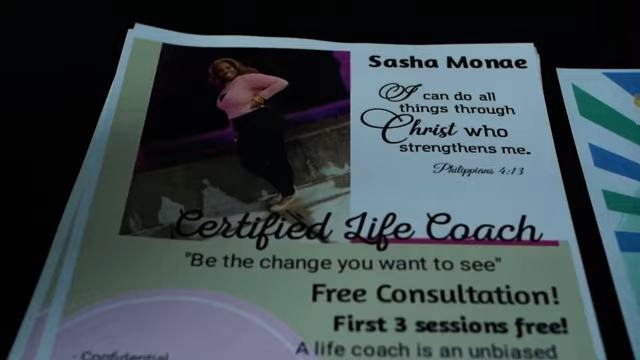 Sasha Monae
I can do all
things through
Christ who
strengthens me.
Philippians 4:13
Certified Life Coach
"Be the change you want to see"
Free Consultation!
First 3 sessions free!
A life coach is an unbiased
· Confidential